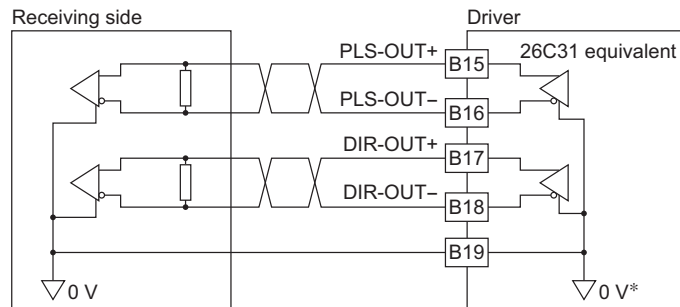 Receiving side
Driver
PLS-OUT+
B15
26C31 equivalent
PLS-OUT−
B16
DIR-OUT+
B17
DIR-OUT−
B18
B19
0 V
0 V*